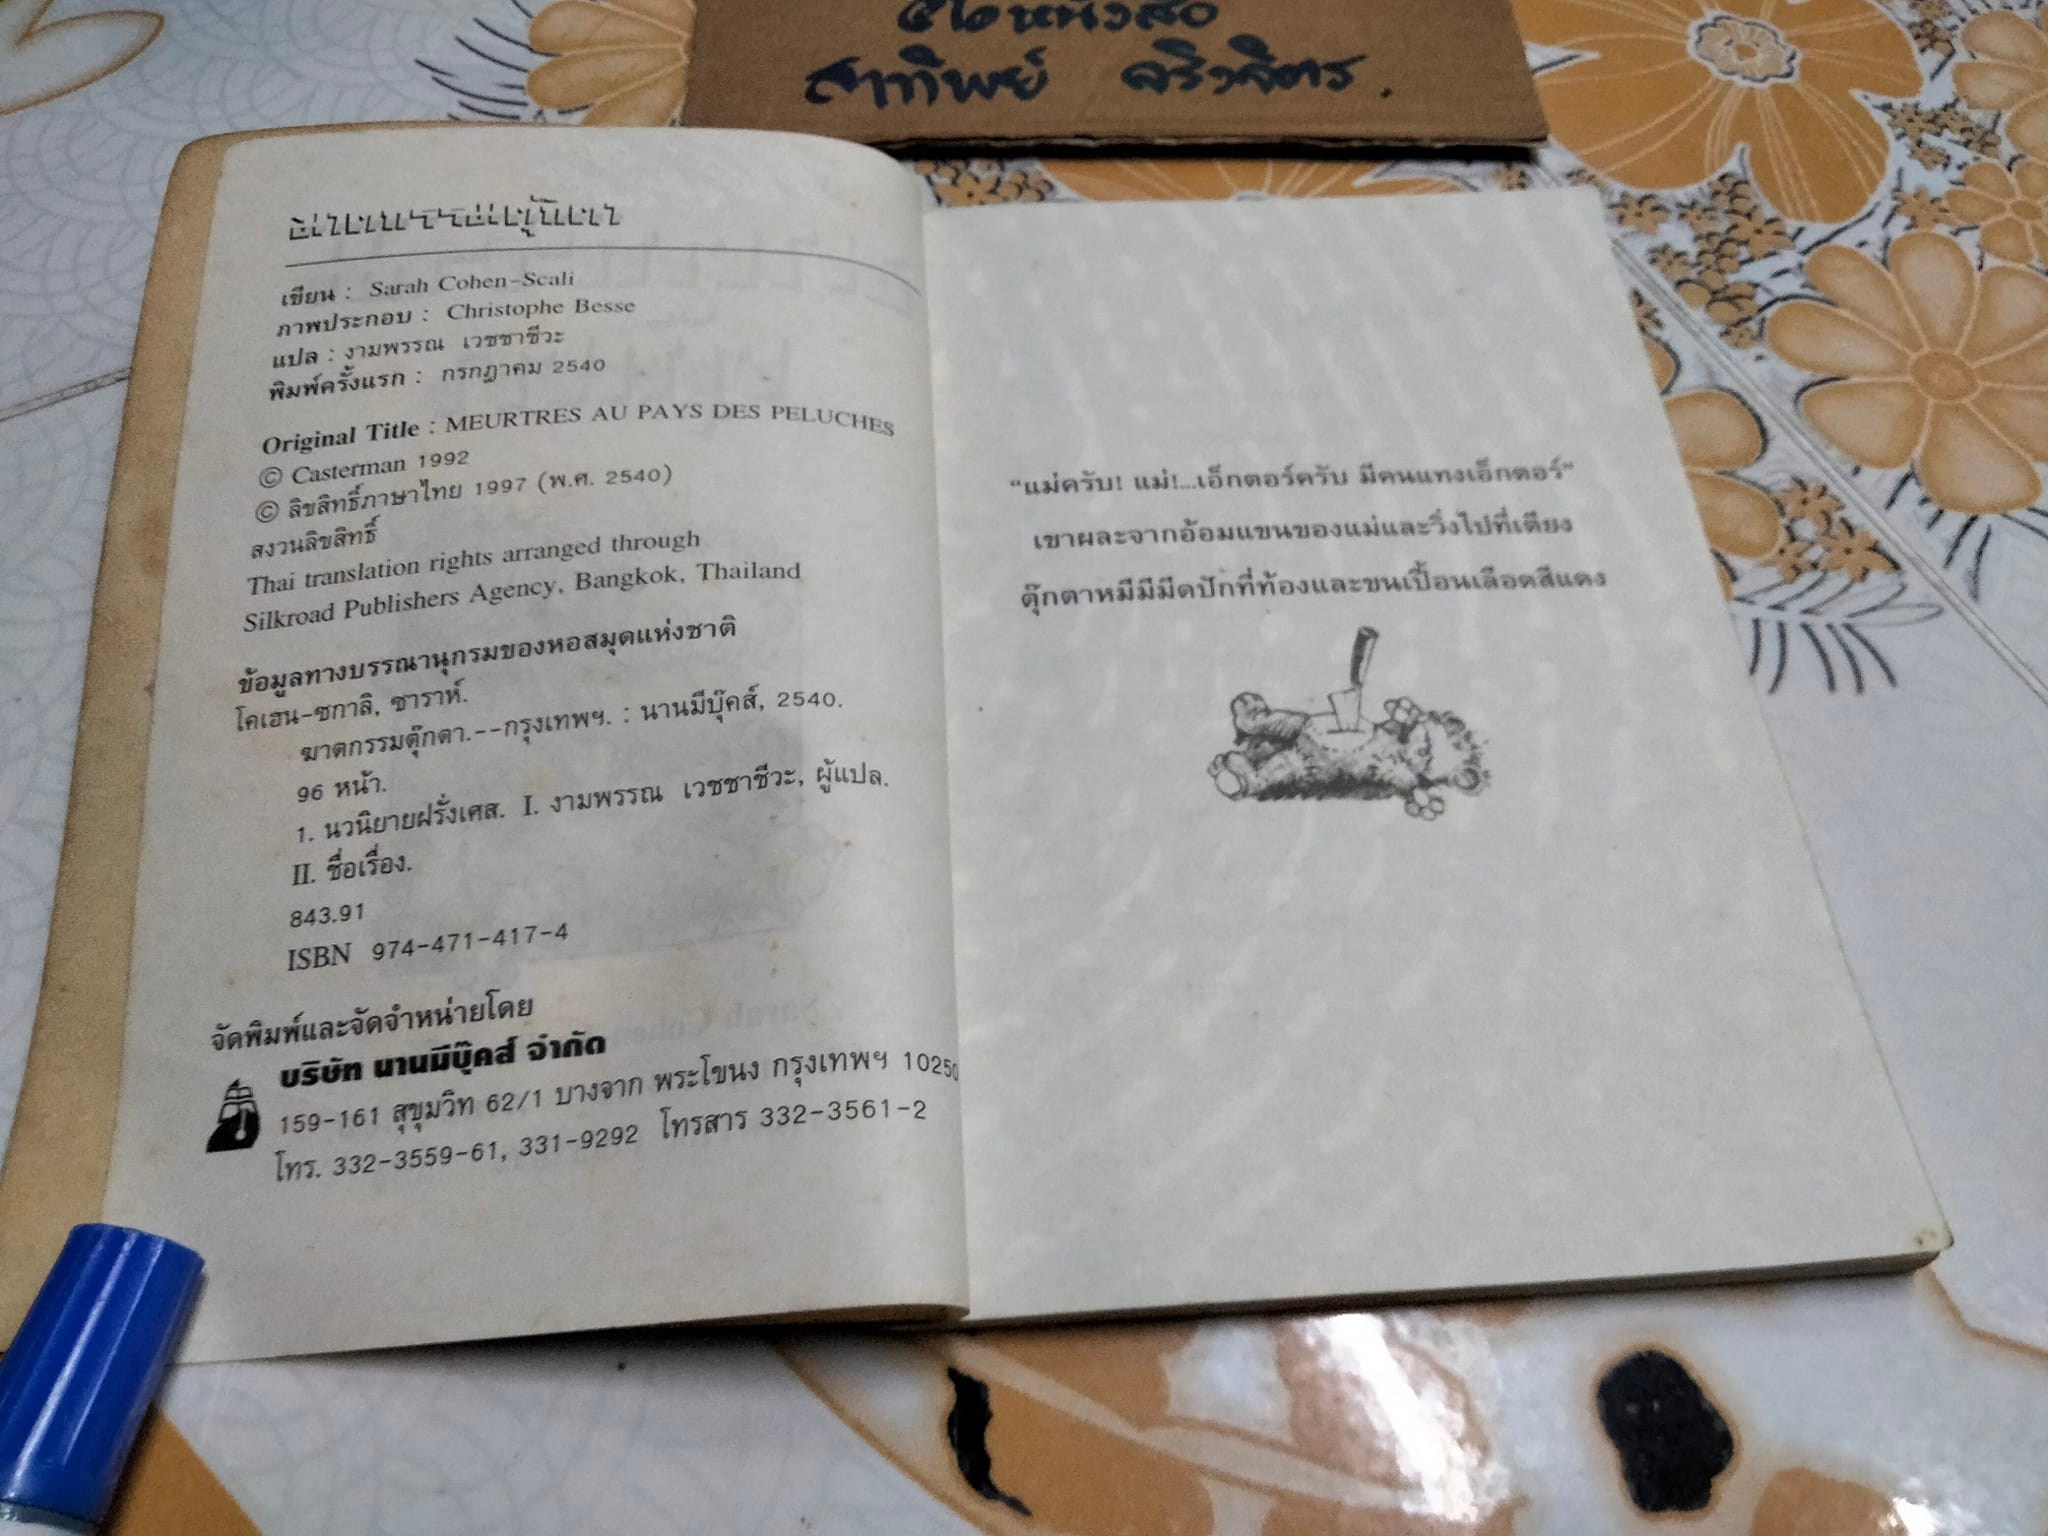 สาทิพย์
ฆาตกรรมตุ๊กตา
เขียน : Sarah Cohen-Scali
ภาพประกอบ : Christophe Besse
แปล : งามพรรณ เวชชาชีวะ
พิมพ์ครั้งแรก : กรกฎาคม 2540
Original Title : MEURTRES AU PAYS DES PELUCHES
© Casterman 1992
© ลิขสิทธิ์ภาษาไทย 1997 (พ.ศ. 2540)
สงวนลิขสิทธิ์
Thai translation rights arranged through
Silkroad Publishers Agency, Bangkok, Thailand
ข้อมูลทางบรรณานุกรมของหอสมุดแห่งชาติ
โคเฮน-ซกาลิ, ซาราห์.
ฆาตกรรมตุ๊กตา.--กรุงเทพฯ. : นานมีบุ๊คส์, 2540.
96 หน้า.
1. นวนิยายฝรั่งเศส. I. งามพรรณ เวชชาชีวะ, ผู้แปล.
II. ชื่อเรื่อง.
843.91
ISBN 974-471-417-4
จัดพิมพ์และจัดจำหน่ายโดย
บริษัท นานมีบุ๊คส์ จำกัด
159-161 สุขุมวิท 62/1 บางจาก พระโขนง กรุงเทพฯ 10250
โทร. 332-3559-61, 331-9292 โทรสาร 332-3561-2
“แม่ครับ! แม่!...เอ็กตอร์ครับ มีคนแทงเอ็กตอร์”
เขาผละจากอ้อมแขนของแม่และวิ่งไปที่เตียง
ตุ๊กตาหมีมีมีดปักที่ท้องและขนเปื้อนเลือดสีแดง